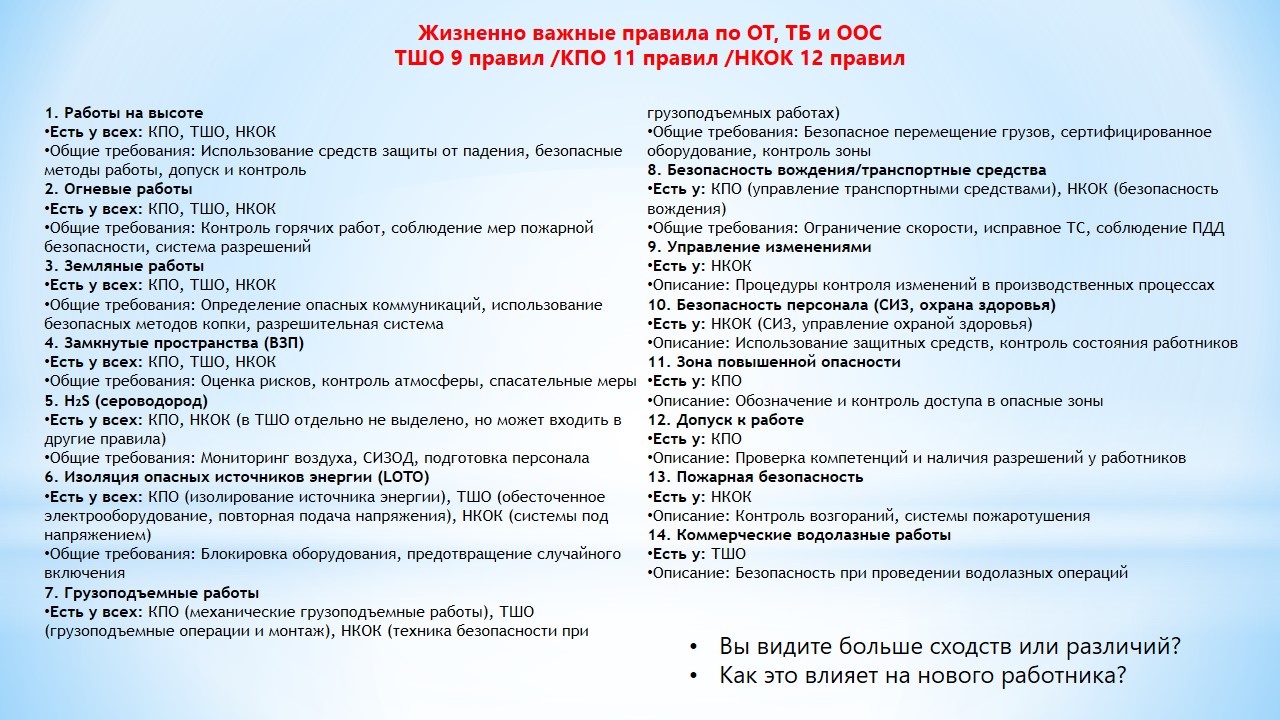 Жизненно важные правила по ОТ, ТБ и ООС
ТШО 9 правил /КПО 11 правил /НКОК 12 правил
1. Работы на высоте
•Есть у всех: КПО, ТШО, НКОК
•Общие требования: Использование средств защиты от падения, безопасные
методы работы, допуск и контроль
2. Огневые работы
•Есть у всех: КПО, ТШО, НКОК
•Общие требования: Контроль горячих работ, соблюдение мер пожарной
безопасности, система разрешений
3. Земляные работы
•Есть у всех: КПО, ТШО, НКОК
•Общие требования: Определение опасных коммуникаций, использование
безопасных методов копки, разрешительная система
4. Замкнутые пространства (ВЗП)
•Есть у всех: КПО, ТШО, НКОК
•Общие требования: Оценка рисков, контроль атмосферы, спасательные меры
5. H₂S (сероводород)
•Есть у всех: КПО, НКОК (в ТШО отдельно не выделено, но может входить в
другие правила)
•Общие требования: Мониторинг воздуха, СИЗОД, подготовка персонала
6. Изоляция опасных источников энергии (LOTO)
•Есть у всех: КПО (изолирование источника энергии), ТШО (обесточенное
электрооборудование, повторная подача напряжения), НКОК (системы под
напряжением)
•Общие требования: Блокировка оборудования, предотвращение случайного
включения
7. Грузоподъемные работы
•Есть у всех: КПО (механические грузоподъемные работы), ТШО
(грузоподъемные операции и монтаж), НКОК (техника безопасности при
грузоподъемных работах)
•Общие требования: Безопасное перемещение грузов, сертифицированное
оборудование, контроль зоны
8. Безопасность вождения/транспортные средства
•Есть у: КПО (управление транспортными средствами), НКОК (безопасность
вождения)
•Общие требования: Ограничение скорости, исправное ТС, соблюдение ПДД
9. Управление изменениями
•Есть у: НКОК
•Описание: Процедуры контроля изменений в производственных процессах
10. Безопасность персонала (СИЗ, охрана здоровья)
•Есть у: НКОК (СИЗ, управление охраной здоровья)
•Описание: Использование защитных средств, контроль состояния работников
11. Зона повышенной опасности
•Есть у: КПО
•Описание: Обозначение и контроль доступа в опасные зоны
12. Допуск к работе
•Есть у: КПО
•Описание: Проверка компетенций и наличия разрешений у работников
13. Пожарная безопасность
•Есть у: НКОК
•Описание: Контроль возгораний, системы пожаротушения
14. Коммерческие водолазные работы
•Есть у: ТШО
•Описание: Безопасность при проведении водолазных операций
• Вы видите больше сходств или различий?
• Как это влияет на нового работника?